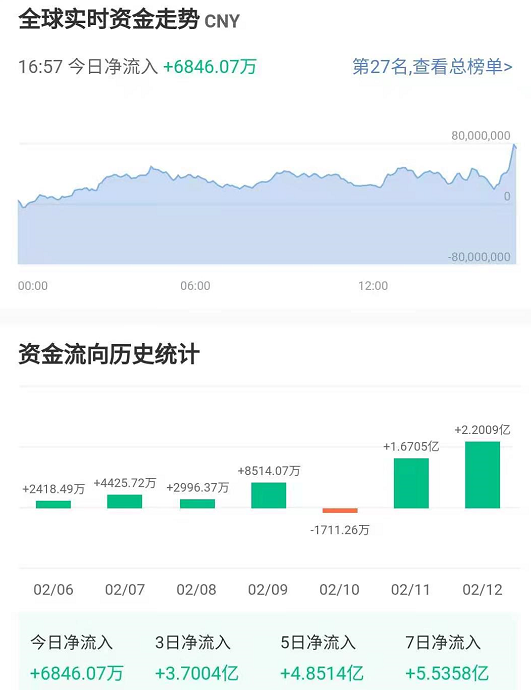 全球实时资金走势 CNY
16:57 今日净流入 +6846.07万 第27名,查看总榜单>
80,000,000
0
-80,000,000
00:00 06:00 12:00
资金流向历史统计
+2.2009亿
+1.6705亿
+8514.07万
+2418.49万 +4425.72万 +2996.37万
-1711.26万
02/06 02/07 02/08 02/09 02/10 02/11 02/12
今日净流入 3日净流入 5日净流入 7日净流入
+6846.07万 +3.7004亿 +4.8514亿 +5.5358亿